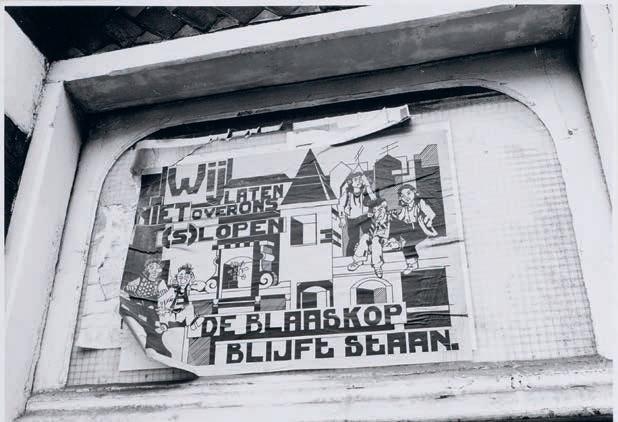 WIJ
LATEN
NIET OVER ONS
(S)LOPEN
DE BLAASKOP
BLIJFT STAAN.